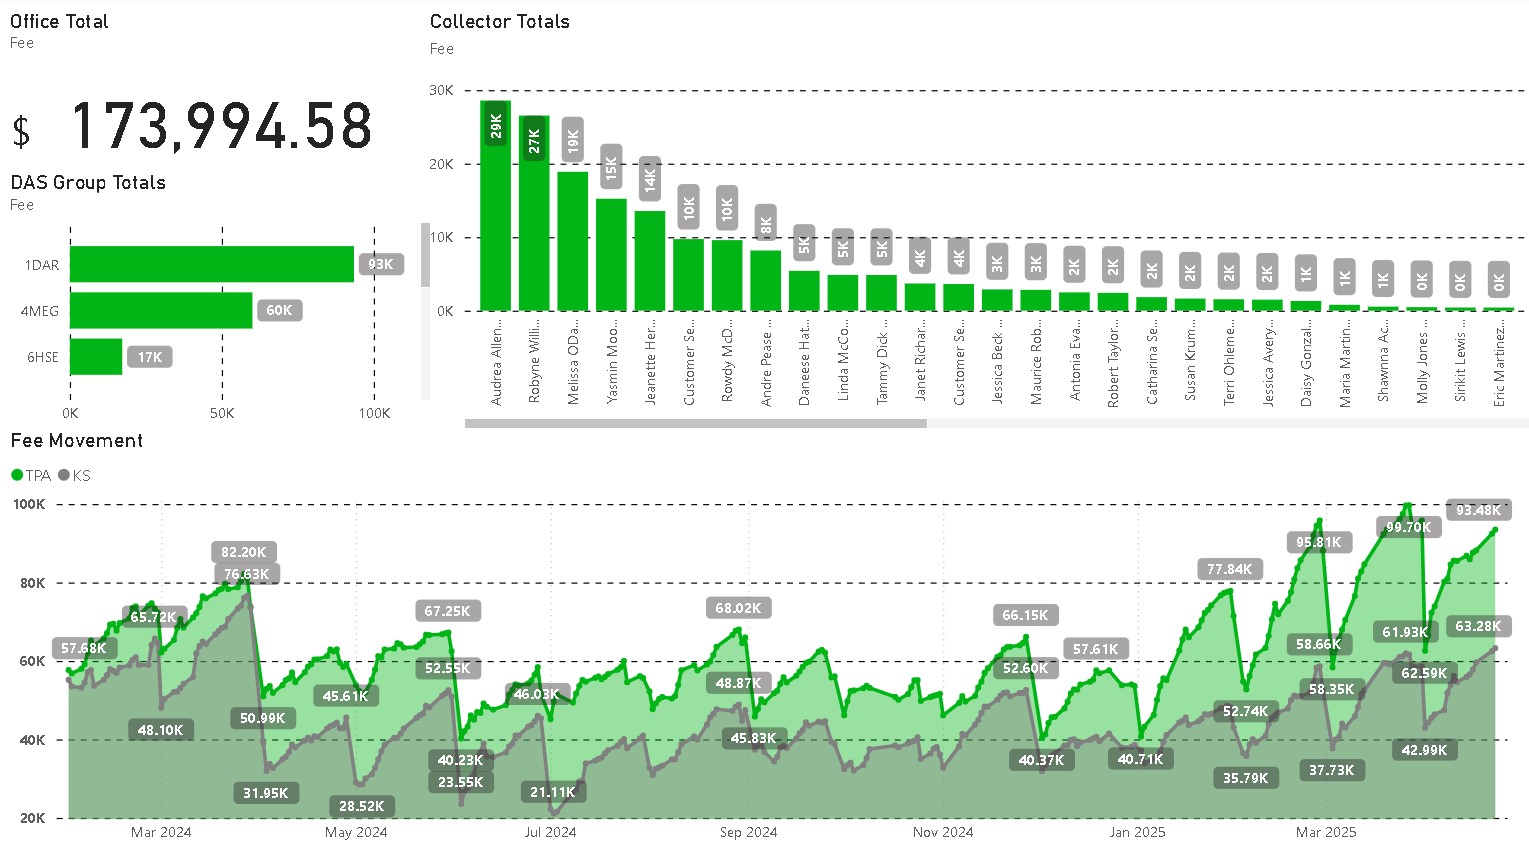 Office Total
Fee
$ 173,994.58
DAS Group Totals
Fee
1DAR 93K
4MEG 60K
6HSE 17K
0K 50K 100K
Collector Totals
Fee
30K
20K
10K
0K
29K 27K 19K 15K 14K 10K 10K 8K 5K 5K 5K 4K 4K 3K 3K 2K 2K 2K 2K 2K 2K 1K 1K 1K 0K 0K 0K
Audrea Allen...
Robyne Willi...
Melissa ODa...
Yasmin Moo...
Jeanette Her...
Customer Se...
Rowdy McD...
Andre Pease ...
Daneese Hat...
Linda McCo...
Tammy Dick ...
Janet Richar...
Customer Se...
Jessica Beck ...
Maurice Rob...
Antonia Eva...
Robert Taylor...
Catharina Se...
Susan Krum...
Terri Ohleme...
Jessica Avery...
Daisy Gonzal...
Maria Martin...
Shawnna Ac...
Molly Jones ...
Sirikit Lewis ...
Eric Martinez...
Fee Movement
TPA KS
100K
80K
60K
40K
20K
57.68K
65.72K
48.10K
82.20K
76.63K
50.99K
31.95K
45.61K
28.52K
67.25K
52.55K
40.23K
23.55K
46.03K
21.11K
68.02K
48.87K
45.83K
66.15K
52.60K
40.37K
57.61K
40.71K
77.84K
52.74K
35.79K
95.81K
58.66K
58.35K
37.73K
99.70K
61.93K
62.59K
42.99K
93.48K
63.28K
Mar 2024 May 2024 Jul 2024 Sep 2024 Nov 2024 Jan 2025 Mar 2025